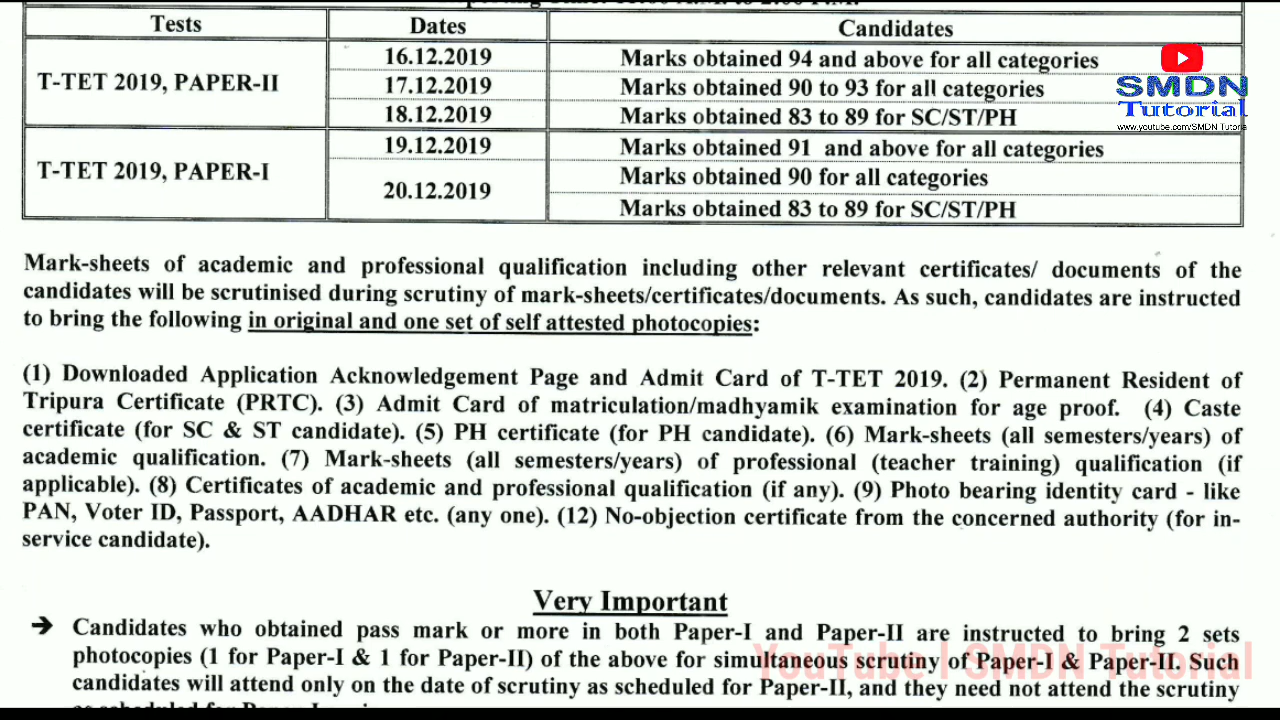 Tests Dates Candidates
T-TET 2019, PAPER-II
16.12.2019 Marks obtained 94 and above for all categories
17.12.2019 Marks obtained 90 to 93 for all categories
18.12.2019 Marks obtained 83 to 89 for SC/ST/PH
T-TET 2019, PAPER-I
19.12.2019 Marks obtained 91 and above for all categories
20.12.2019 Marks obtained 90 for all categories
Marks obtained 83 to 89 for SC/ST/PH
SMDN
Tutorial
Mark-sheets of academic and professional qualification including other relevant certificates/ documents of the
candidates will be scrutinised during scrutiny of mark-sheets/certificates/documents. As such, candidates are instructed
to bring the following in original and one set of self attested photocopies:
(1) Downloaded Application Acknowledgement Page and Admit Card of T-TET 2019. (2) Permanent Resident of
Tripura Certificate (PRTC). (3) Admit Card of matriculation/madhyamik examination for age proof. (4) Caste
certificate (for SC & ST candidate). (5) PH certificate (for PH candidate). (6) Mark-sheets (all semesters/years) of
academic qualification. (7) Mark-sheets (all semesters/years) of professional (teacher training) qualification (if
applicable). (8) Certificates of academic and professional qualification (if any). (9) Photo bearing identity card - like
PAN, Voter ID, Passport, AADHAR etc. (any one). (12) No-objection certificate from the concerned authority (for in-
service candidate).
Very Important
➔ Candidates who obtained pass mark or more in both Paper-I and Paper-II are instructed to bring 2 sets
photocopies (1 for Paper-I & 1 for Paper-II) of the above for simultaneous scrutiny of Paper-I & Paper-II. Such
candidates will attend only on the date of scrutiny as scheduled for Paper-II, and they need not attend the scrutiny
www.youtube.com/SMDN Tutoria
YouTube | SMDN Tutorial